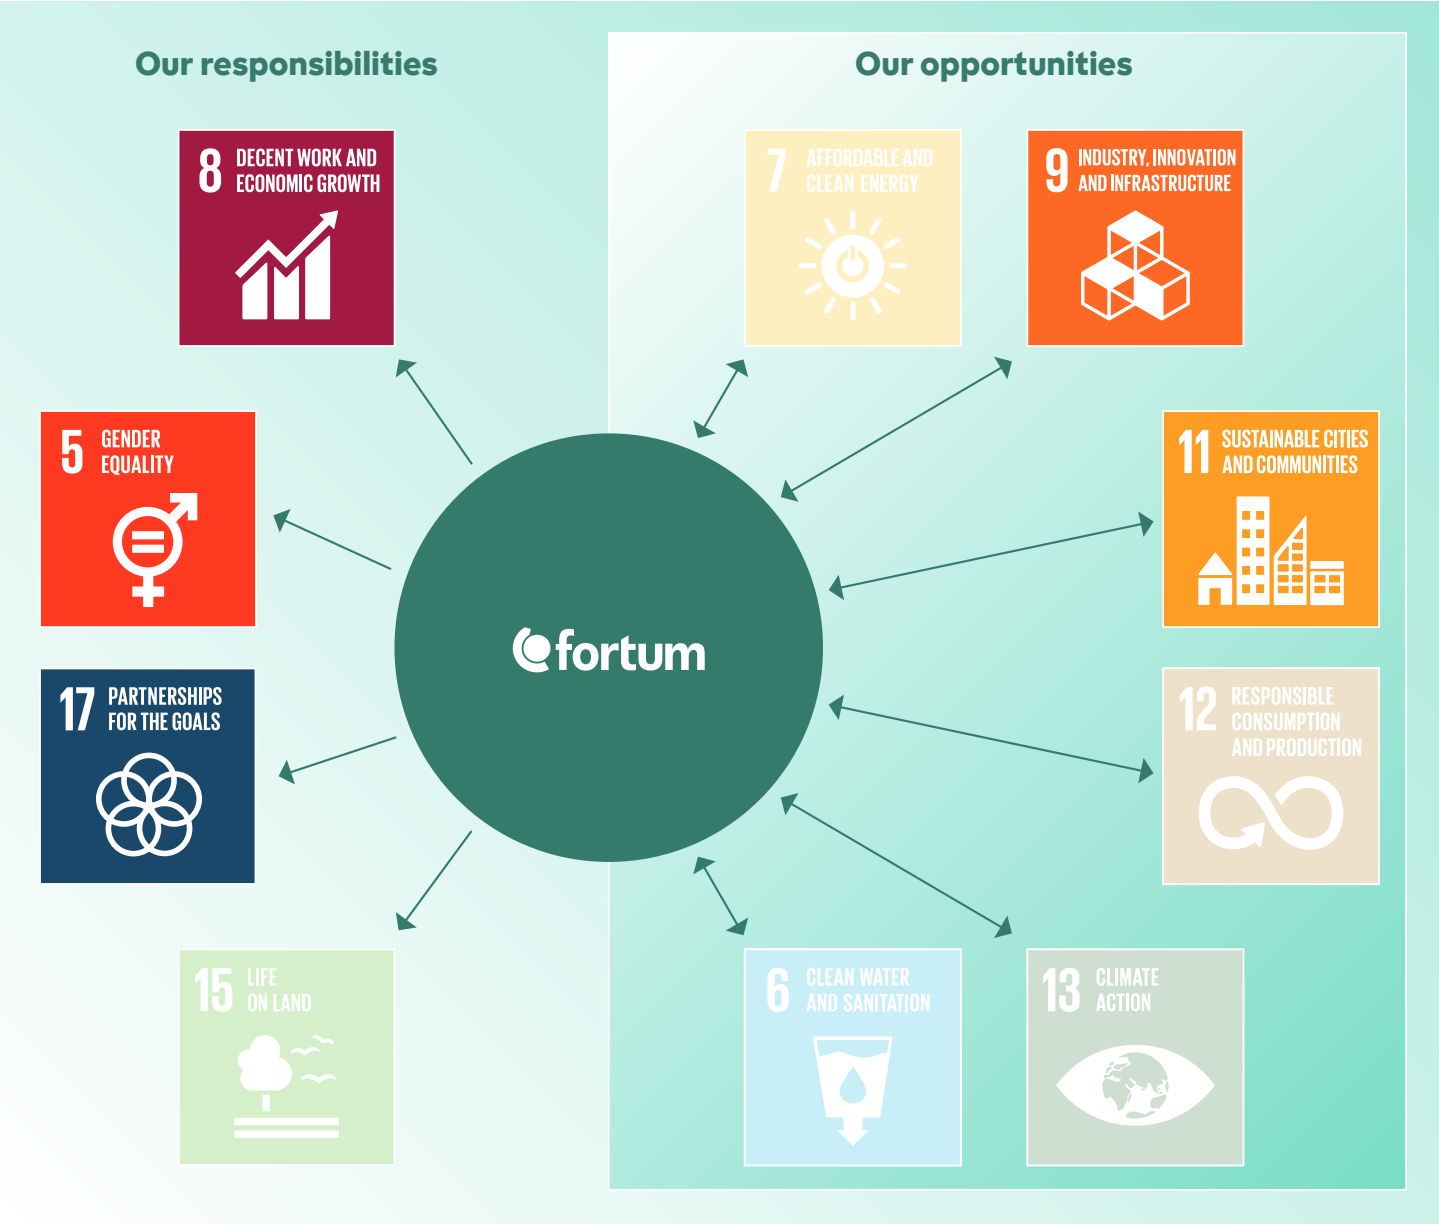 Our responsibilities
Our opportunities
8 DECENT WORK AND
ECONOMIC GROWTH
7 AFFORDABLE AND
CLEAN ENERGY
9 INDUSTRY, INNOVATION
AND INFRASTRUCTURE
5 GENDER
EQUALITY
11 SUSTAINABLE CITIES
AND COMMUNITIES
fortum
17 PARTNERSHIPS
FOR THE GOALS
12 RESPONSIBLE
CONSUMPTION
AND PRODUCTION
15 LIFE
ON LAND
6 CLEAN WATER
AND SANITATION
13 CLIMATE
ACTION